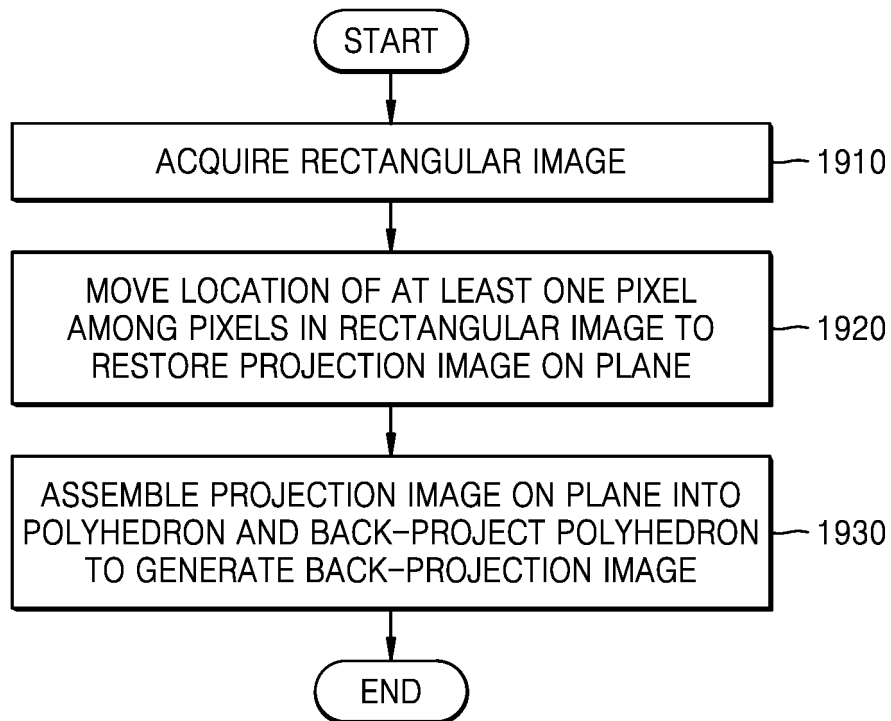 START
ACQUIRE RECTANGULAR IMAGE
1910
MOVE LOCATION OF AT LEAST ONE PIXEL
AMONG PIXELS IN RECTANGULAR IMAGE TO
RESTORE PROJECTION IMAGE ON PLANE
1920
ASSEMBLE PROJECTION IMAGE ON PLANE INTO
POLYHEDRON AND BACK-PROJECT POLYHEDRON
TO GENERATE BACK-PROJECTION IMAGE
1930
END